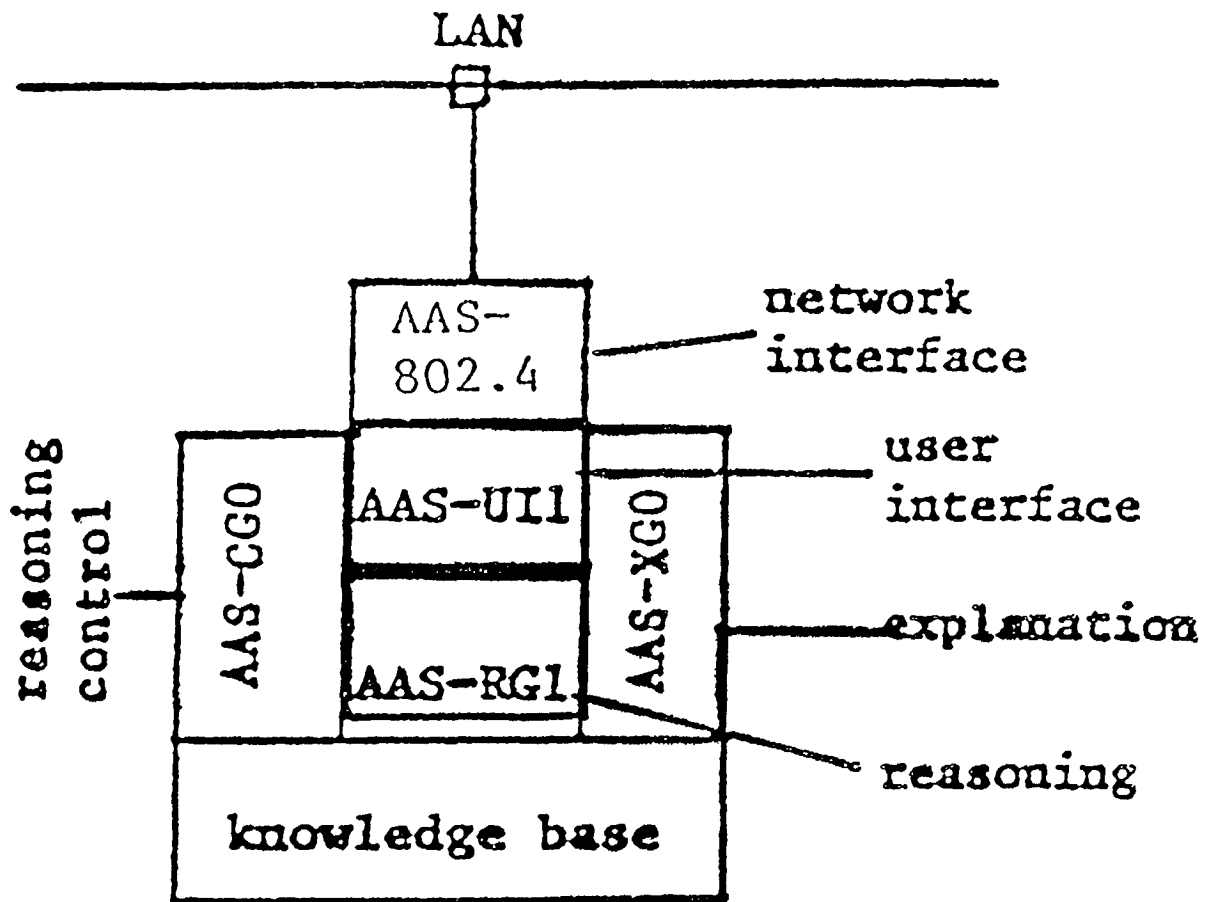 LAN
AAS-
802.4
network
interface
reasoning
control
AAS-CG0
AAS-UI1
AAS-XG0
user
interface
AAS-RG1
explanation
reasoning
knowledge base